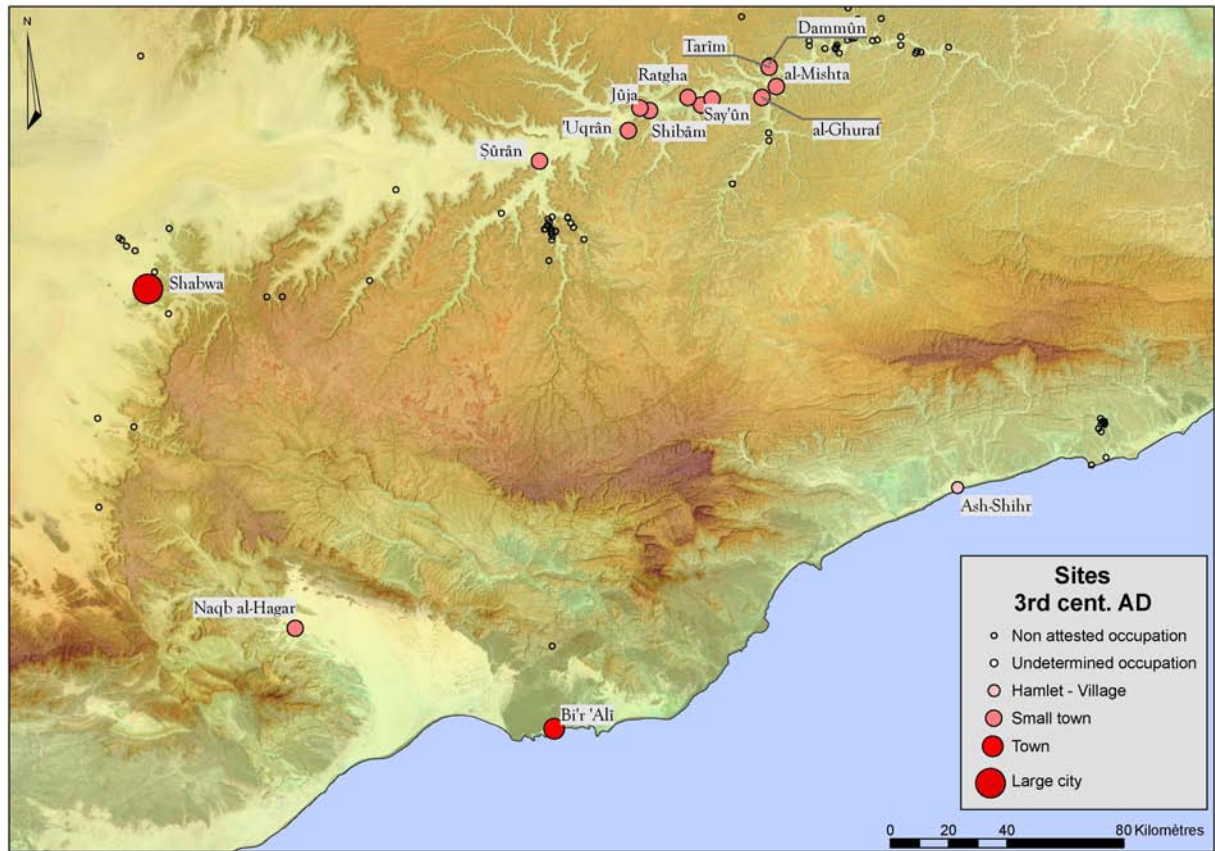 N
Dammûn
Tarîm
Ratgha
al-Mishta
Jûja
Say'ûn
'Uqrân
Shibâm
al-Ghuraf
Ṣûrân
Shabwa
Ash-Shihr
Naqb al-Hagar
Bi'r 'Alî
Sites
3rd cent. AD
Non attested occupation
Undetermined occupation
Hamlet - Village
Small town
Town
Large city
0 20 40 80 Kilomètres